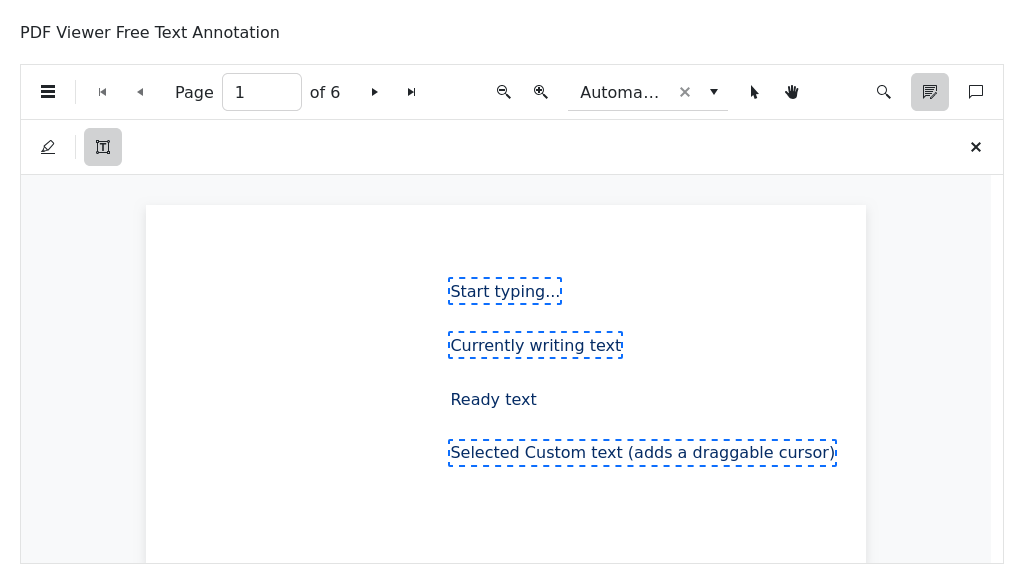 PDF Viewer Free Text Annotation
Page 1 of 6 Automa...
Start typing...
Currently writing text
Ready text
Selected Custom text (adds a draggable cursor)